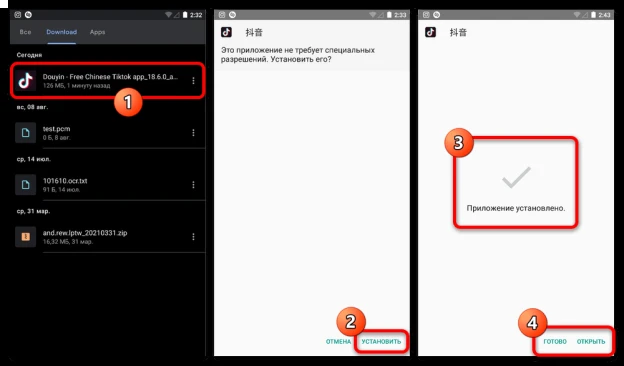 2:32
Все Download Apps
Сегодня
Douyin - Free Chinese Tiktok app_18.6.0_a...
126 МБ, 1 минуту назад
1
вс, 08 авг.
test.pcm
0 Б, 8 авг.
ср, 14 июл.
101610.ocr.txt
91 Б, 14 июл.
ср, 31 мар.
and.rew.lptw_20210331.zip
16,32 МБ, 31 мар.
2:33
抖音
Это приложение не требует специальных
разрешений. Установить его?
2
ОТМЕНА УСТАНОВИТЬ
2:43
抖音
3
Приложение установлено.
4
ГОТОВО ОТКРЫТЬ